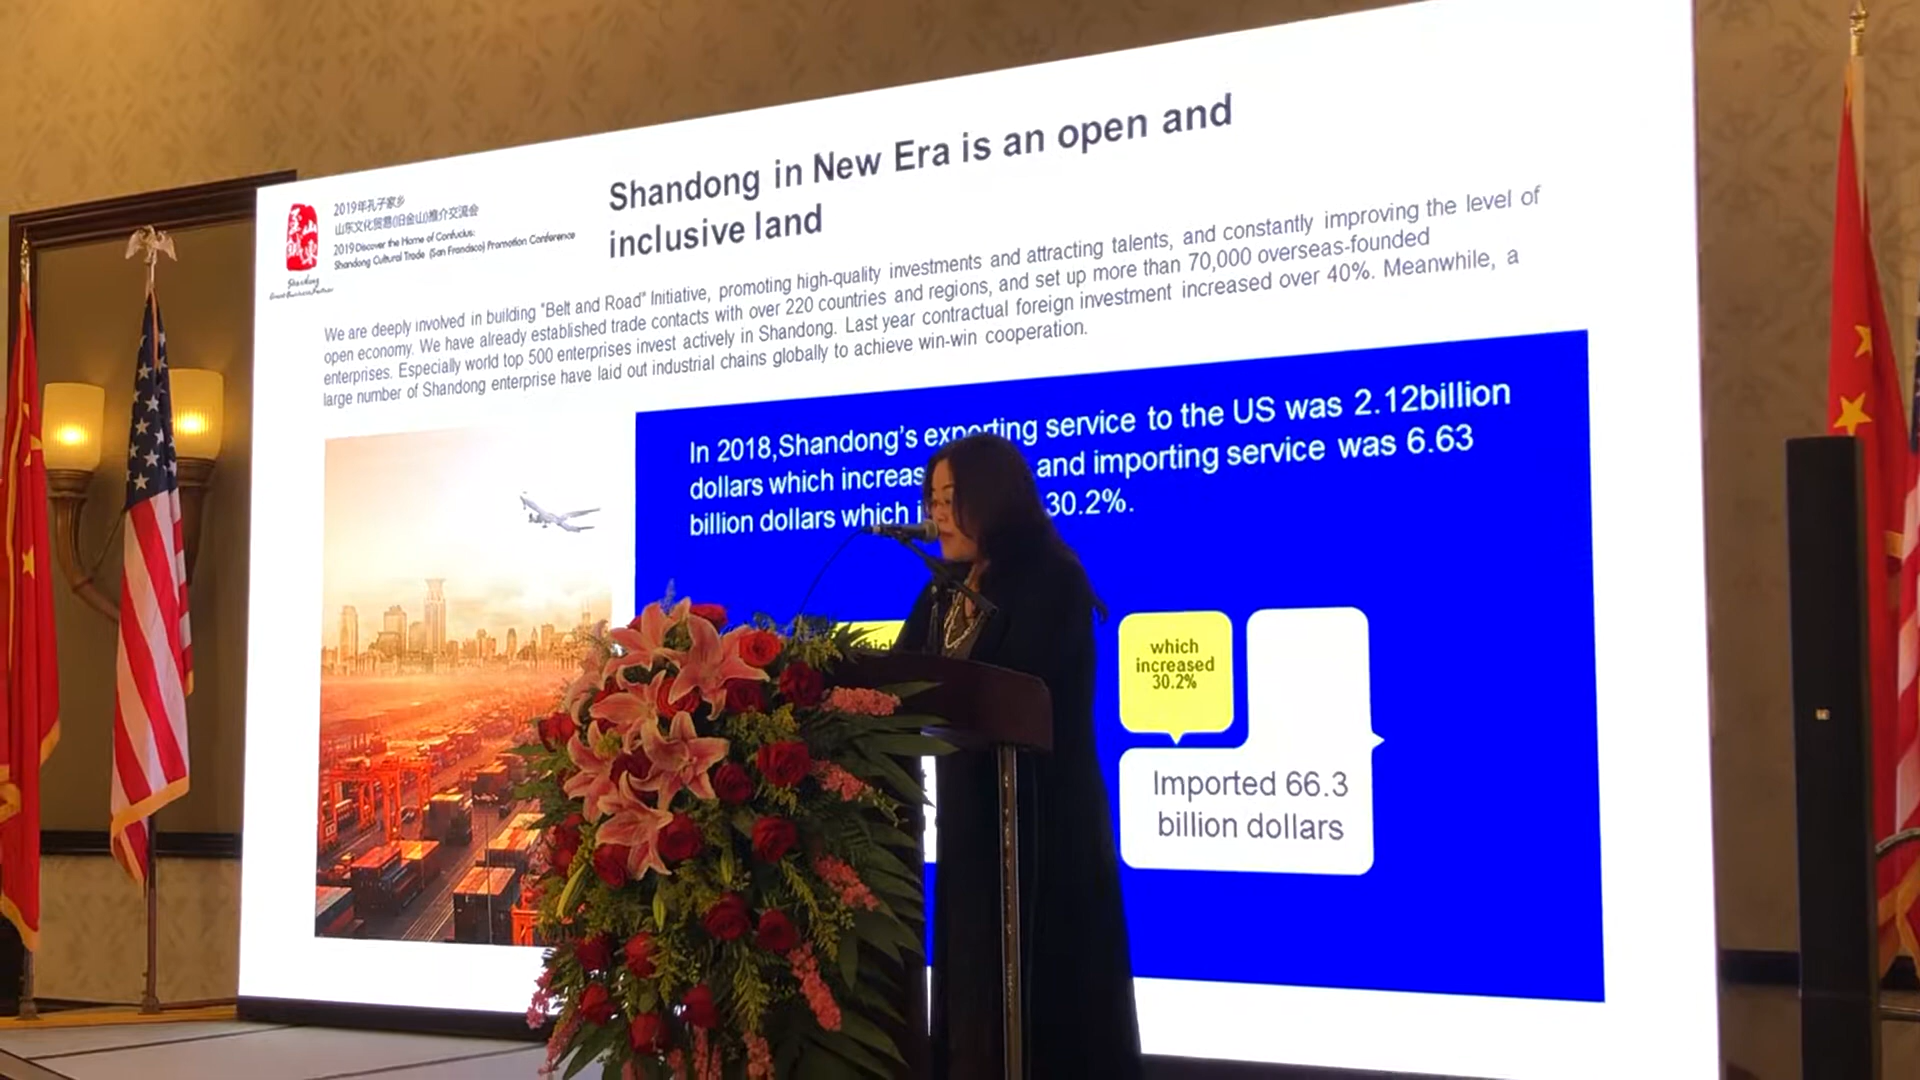 2019年孔子家乡
山东文化贸易(旧金山)推介交流会
2019 Discover the Home of Confucius:
Shandong Cultural Trade (San Francisco) Promotion Conference
Shandong
Shandong in New Era is an open and
inclusive land
We are deeply involved in building "Belt and Road" Initiative, promoting high-quality investments and attracting talents, and constantly improving the level of
open economy. We have already established trade contacts with over 220 countries and regions, and set up more than 70,000 overseas-founded
enterprises. Especially world top 500 enterprises invest actively in Shandong. Last year contractual foreign investment increased over 40%. Meanwhile, a
large number of Shandong enterprise have laid out industrial chains globally to achieve win-win cooperation.
In 2018,Shandong's exporting service to the US was 2.12billion
dollars which increas and importing service was 6.63
billion dollars which 30.2%.
which
increased
30.2%
Imported 66.3
billion dollars